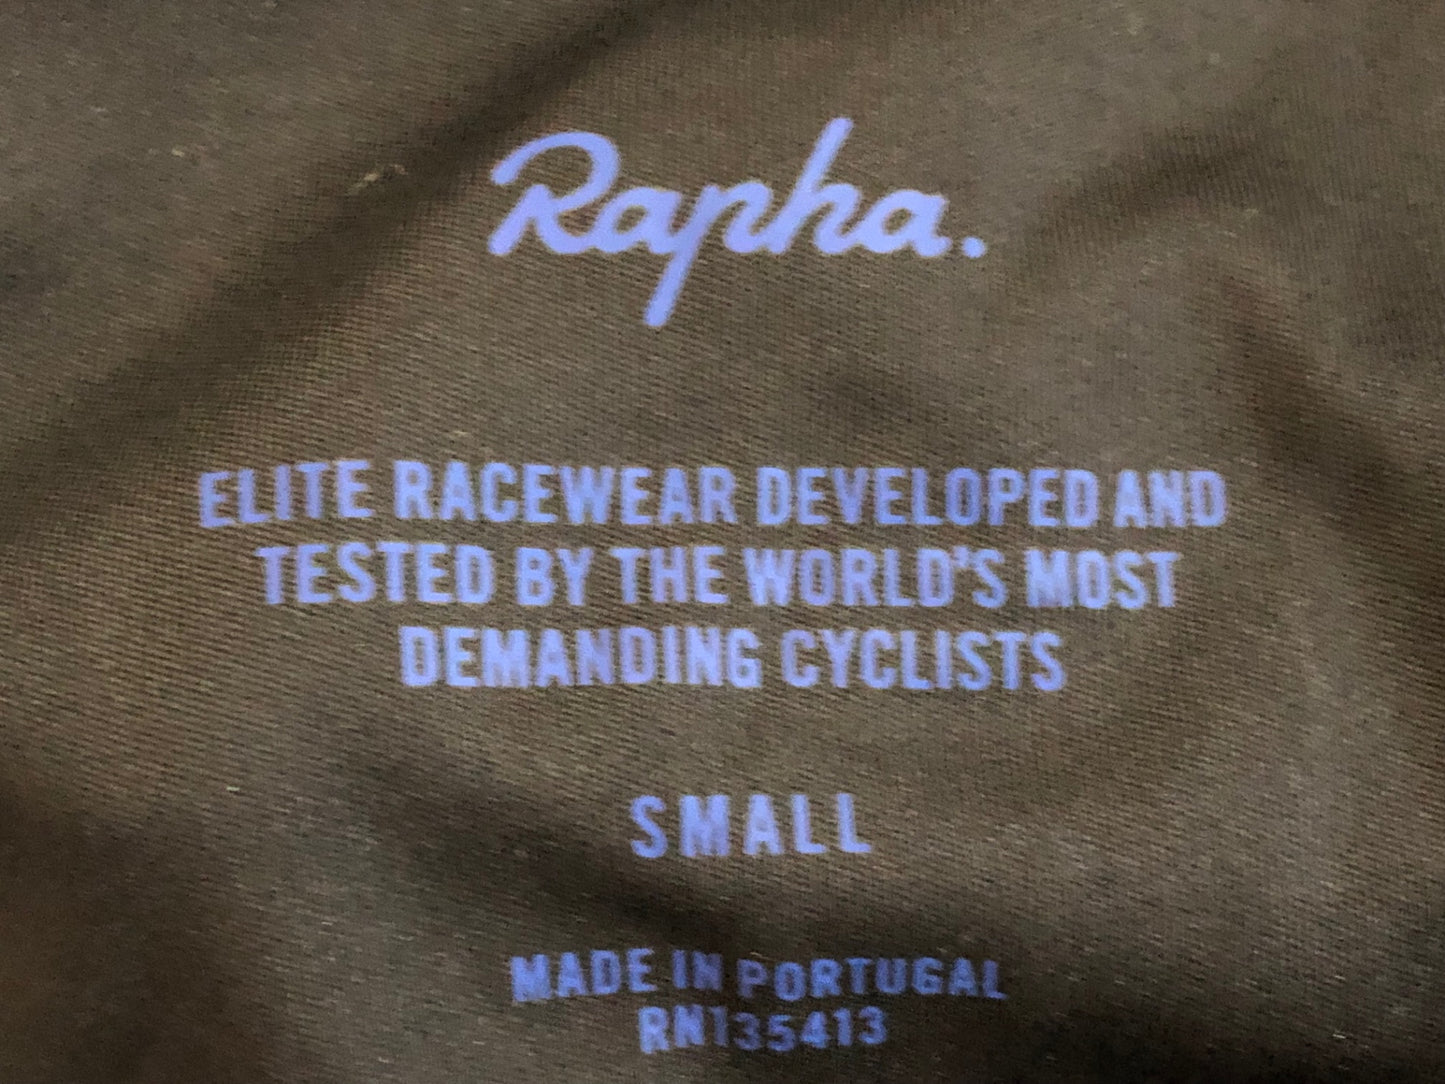 Rapha.
ELITE RACEWEAR DEVELOPED AND
TESTED BY THE WORLD'S MOST
DEMANDING CYCLISTS
SMALL
MADE IN PORTUGAL
RN135413